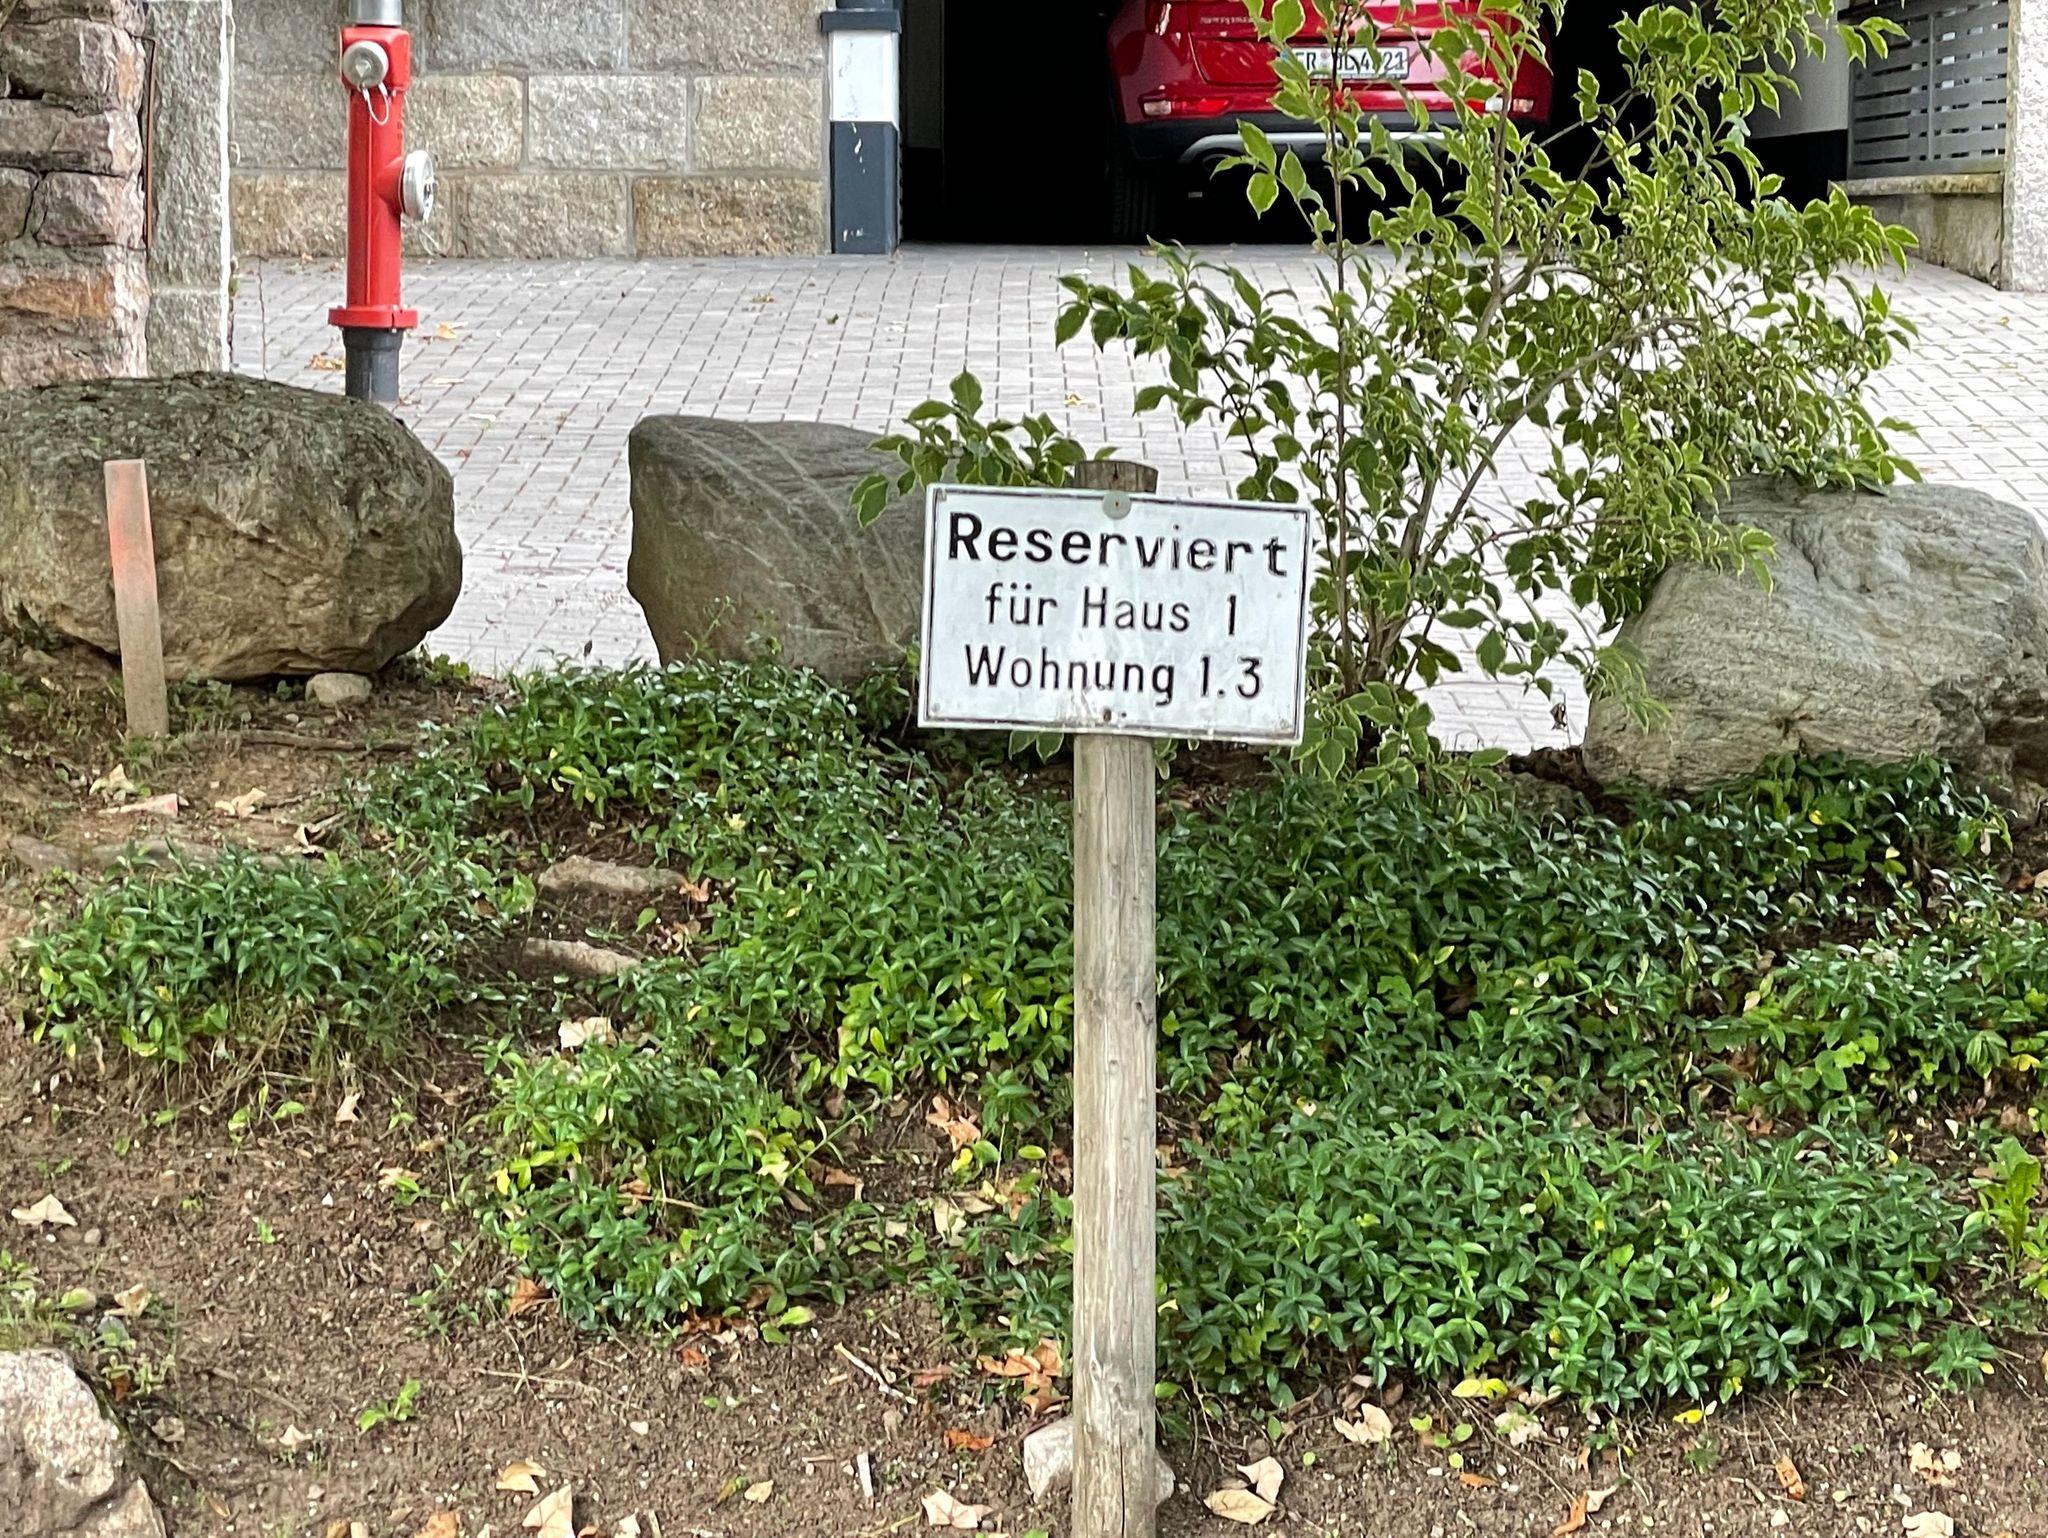 Reserviert
für Haus 1
Wohnung 1.3